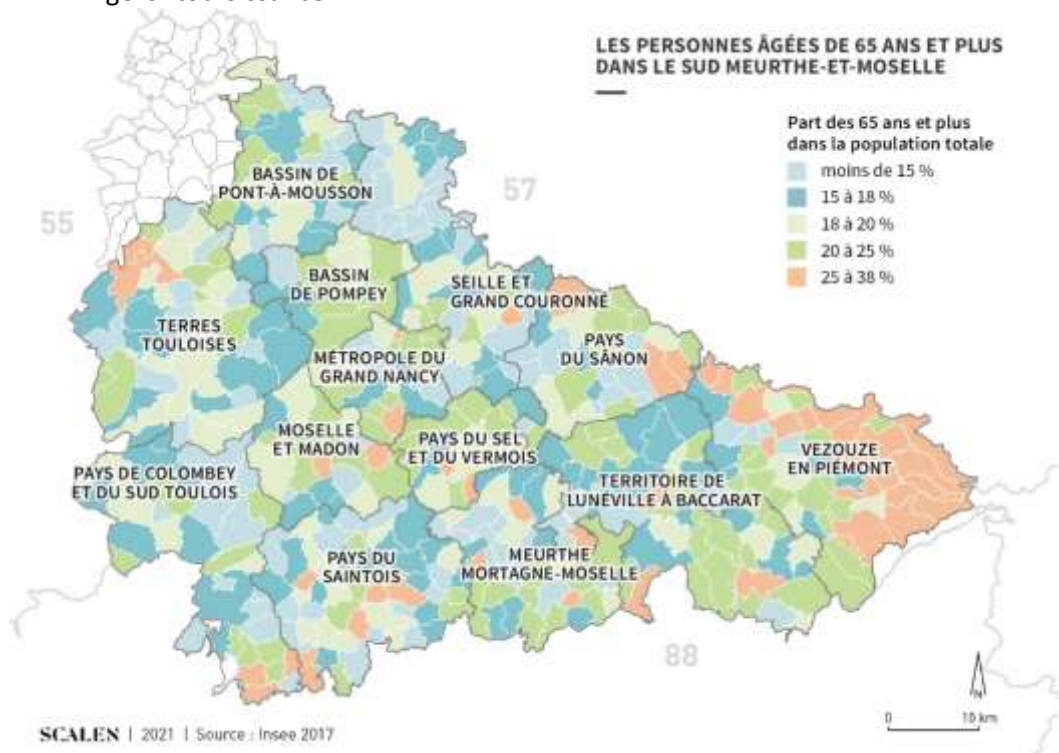 LES PERSONNES ÂGÉES DE 65 ANS ET PLUS
DANS LE SUD MEURTHE-ET-MOSELLE
Part des 65 ans et plus
dans la population totale
moins de 15 %
15 à 18 %
18 à 20 %
20 à 25 %
25 à 38 %
55
57
88
BASSIN DE
PONT-À-MOUSSON
BASSIN
DE POMPEY
SEILLE ET
GRAND COURONNÉ
TERRES
TOULOISES
MÉTROPOLE DU
GRAND NANCY
PAYS
DU SÂNON
MOSELLE
ET MADON
PAYS DU SEL
ET DU VERMOIS
VEZOUZE
EN PIÉMONT
PAYS DE COLOMBEY
ET DU SUD TOULOIS
TERRITOIRE DE
LUNÉVILLE À BACCARAT
PAYS DU
SAINTOIS
MEURTHE
MORTAGNE-MOSELLE
N
0 10 km
SCALEN | 2021 | Source : Insee 2017